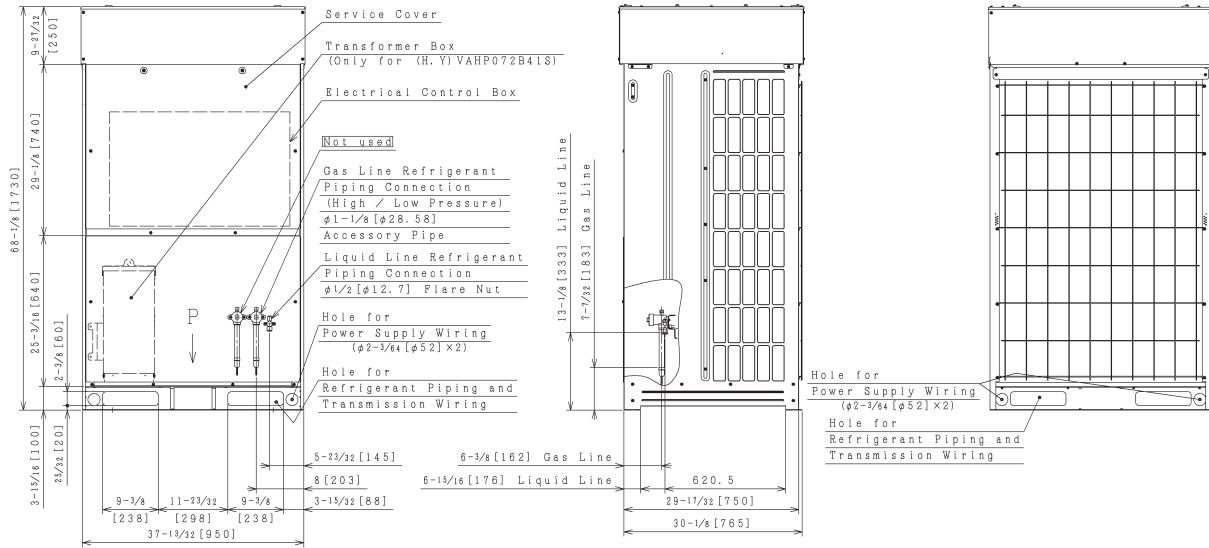 Service Cover
Transformer Box
(Only for (H,Y)VAHP072B41S)
Electrical Control Box
Not used
Gas Line Refrigerant
Piping Connection
(High / Low Pressure)
φ1-1/8[φ28.58]
Accessory Pipe
Liquid Line Refrigerant
Piping Connection
φ1/2[φ12.7] Flare Nut
Hole for
Power Supply Wiring
(φ2-3/64[φ52]×2)
Hole for
Refrigerant Piping and
Transmission Wiring
P
9-27/32
[250]
29-1/8 [740]
68-1/8 [1730]
25-3/16 [640]
2-3/8 [60]
3-15/16 [100]
25/32 [20]
5-23/32 [145]
8 [203]
3-15/32 [88]
9-3/8
[238]
11-23/32
[298]
9-3/8
[238]
37-13/32 [950]
13-1/8 [333] Liquid Line
7-7/32 [183] Gas Line
6-3/8 [162] Gas Line
6-15/16 [176] Liquid Line
620.5
29-17/32 [750]
30-1/8 [765]
Hole for
Power Supply Wiring
(φ2-3/64 [φ52]×2)
Hole for
Refrigerant Piping and
Transmission Wiring